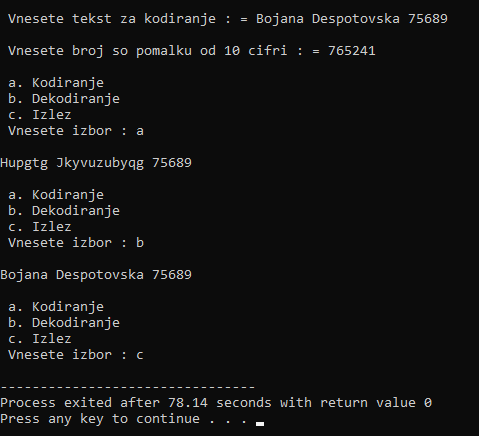 Vnesete tekst za kodiranje : = Bojana Despotovska 75689
Vnesete broj so pomalku od 10 cifri : = 765241
a. Kodiranje
b. Dekodiranje
c. Izlez
Vnesete izbor : a
Hupgtg Jkyvuzubyqg 75689
a. Kodiranje
b. Dekodiranje
c. Izlez
Vnesete izbor : b
Bojana Despotovska 75689
a. Kodiranje
b. Dekodiranje
c. Izlez
Vnesete izbor : c
--------------------------------
Process exited after 78.14 seconds with return value 0
Press any key to continue . . .